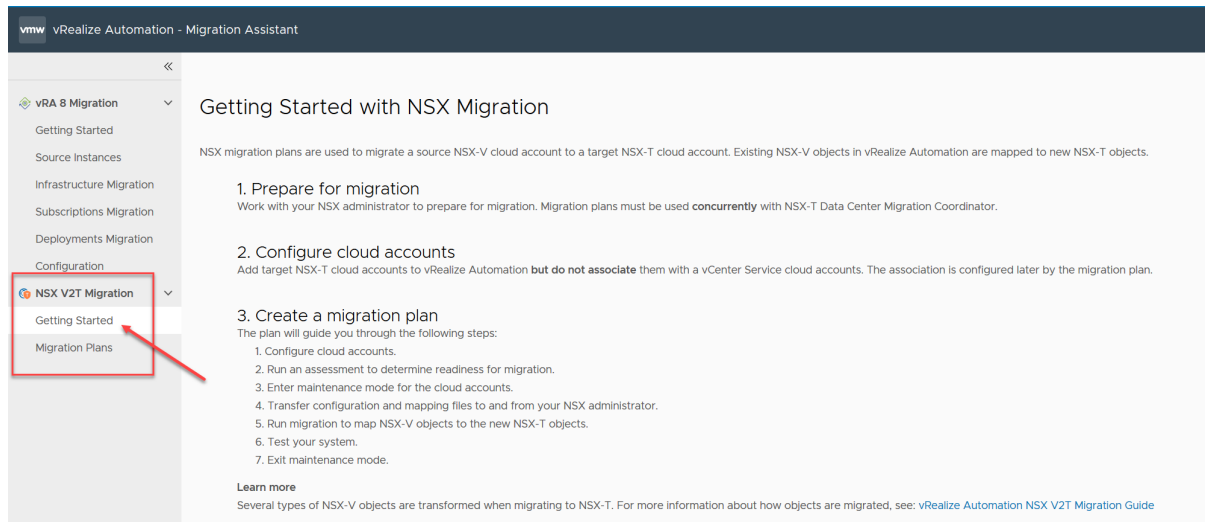 vmw vRealize Automation - Migration Assistant
vRA 8 Migration
Getting Started
Source Instances
Infrastructure Migration
Subscriptions Migration
Deployments Migration
Configuration
NSX V2T Migration
Getting Started
Migration Plans
Getting Started with NSX Migration
NSX migration plans are used to migrate a source NSX-V cloud account to a target NSX-T cloud account. Existing NSX-V objects in vRealize Automation are mapped to new NSX-T objects.
1. Prepare for migration
Work with your NSX administrator to prepare for migration. Migration plans must be used concurrently with NSX-T Data Center Migration Coordinator.
2. Configure cloud accounts
Add target NSX-T cloud accounts to vRealize Automation but do not associate them with a vCenter Service cloud accounts. The association is configured later by the migration plan.
3. Create a migration plan
The plan will guide you through the following steps:
1. Configure cloud accounts.
2. Run an assessment to determine readiness for migration.
3. Enter maintenance mode for the cloud accounts.
4. Transfer configuration and mapping files to and from your NSX administrator.
5. Run migration to map NSX-V objects to the new NSX-T objects.
6. Test your system.
7. Exit maintenance mode.
Learn more
Several types of NSX-V objects are transformed when migrating to NSX-T. For more information about how objects are migrated, see: vRealize Automation NSX V2T Migration Guide